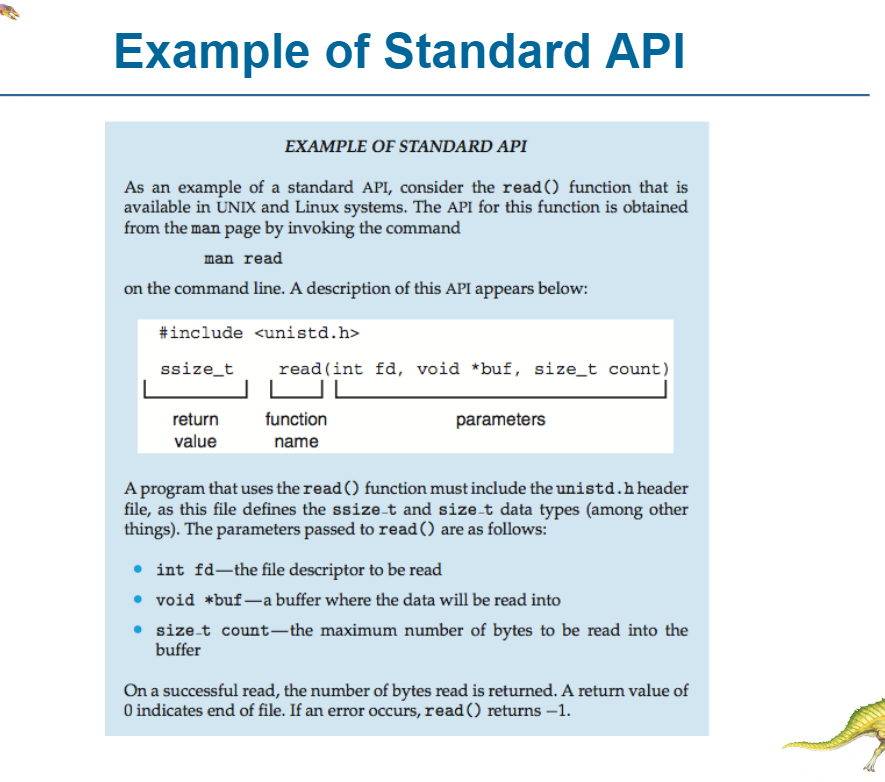 Example of Standard API
EXAMPLE OF STANDARD API
As an example of a standard API, consider the read() function that is
available in UNIX and Linux systems. The API for this function is obtained
from the man page by invoking the command
man read
on the command line. A description of this API appears below:
#include <unistd.h>
ssize_t read(int fd, void *buf, size_t count)
return function parameters
value name
A program that uses the read() function must include the unistd.h header
file, as this file defines the ssize_t and size_t data types (among other
things). The parameters passed to read() are as follows:
• int fd—the file descriptor to be read
• void *buf—a buffer where the data will be read into
• size_t count—the maximum number of bytes to be read into the
buffer
On a successful read, the number of bytes read is returned. A return value of
0 indicates end of file. If an error occurs, read() returns −1.